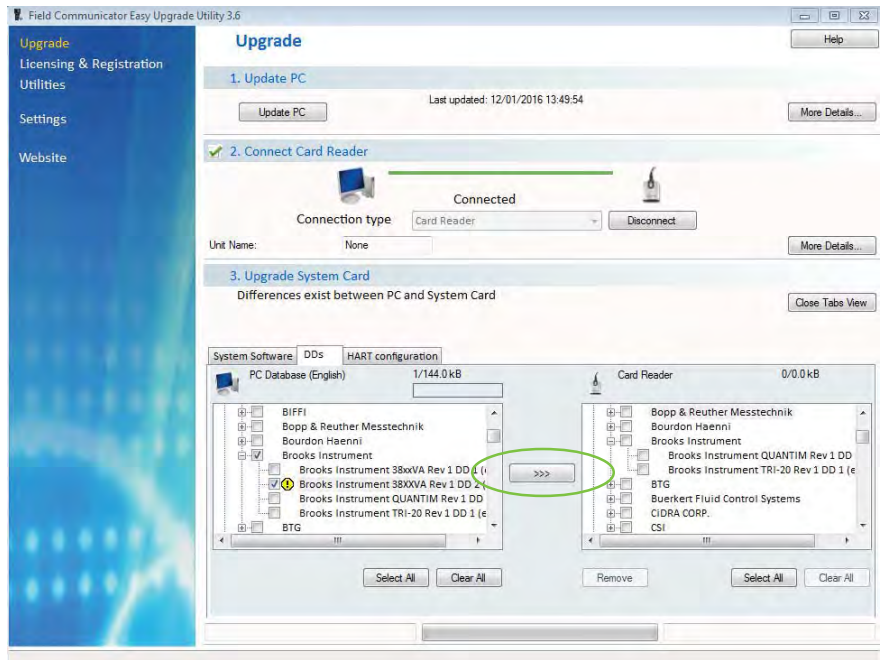 Field Communicator Easy Upgrade Utility 3.6
Upgrade
Licensing & Registration
Utilities
Settings
Website
Upgrade
Help
1. Update PC
Last updated: 12/01/2016 13:49:54
Update PC
More Details...
2. Connect Card Reader
Connected
Connection type
Card Reader
Disconnect
Unit Name:
None
More Details...
3. Upgrade System Card
Differences exist between PC and System Card
Close Tabs View
System Software
DDs
HART configuration
PC Database (English)
1/144.0 kB
BIFFI
Bopp & Reuther Messtechnik
Bourdon Haenni
Brooks Instrument
Brooks Instrument 38xxVA Rev 1 DD 1 (e
Brooks Instrument 38XXVA Rev 1 DD 2 (
Brooks Instrument QUANTIM Rev 1 DD
Brooks Instrument TRI-20 Rev 1 DD 1 (e
BTG
Select All
Clear All
>>>
Card Reader
0/0.0 kB
Bopp & Reuther Messtechnik
Bourdon Haenni
Brooks Instrument
Brooks Instrument QUANTIM Rev 1 DD
Brooks Instrument TRI-20 Rev 1 DD 1 (e
BTG
Buerkert Fluid Control Systems
CiDRA CORP.
CSI
Remove
Select All
Clear All